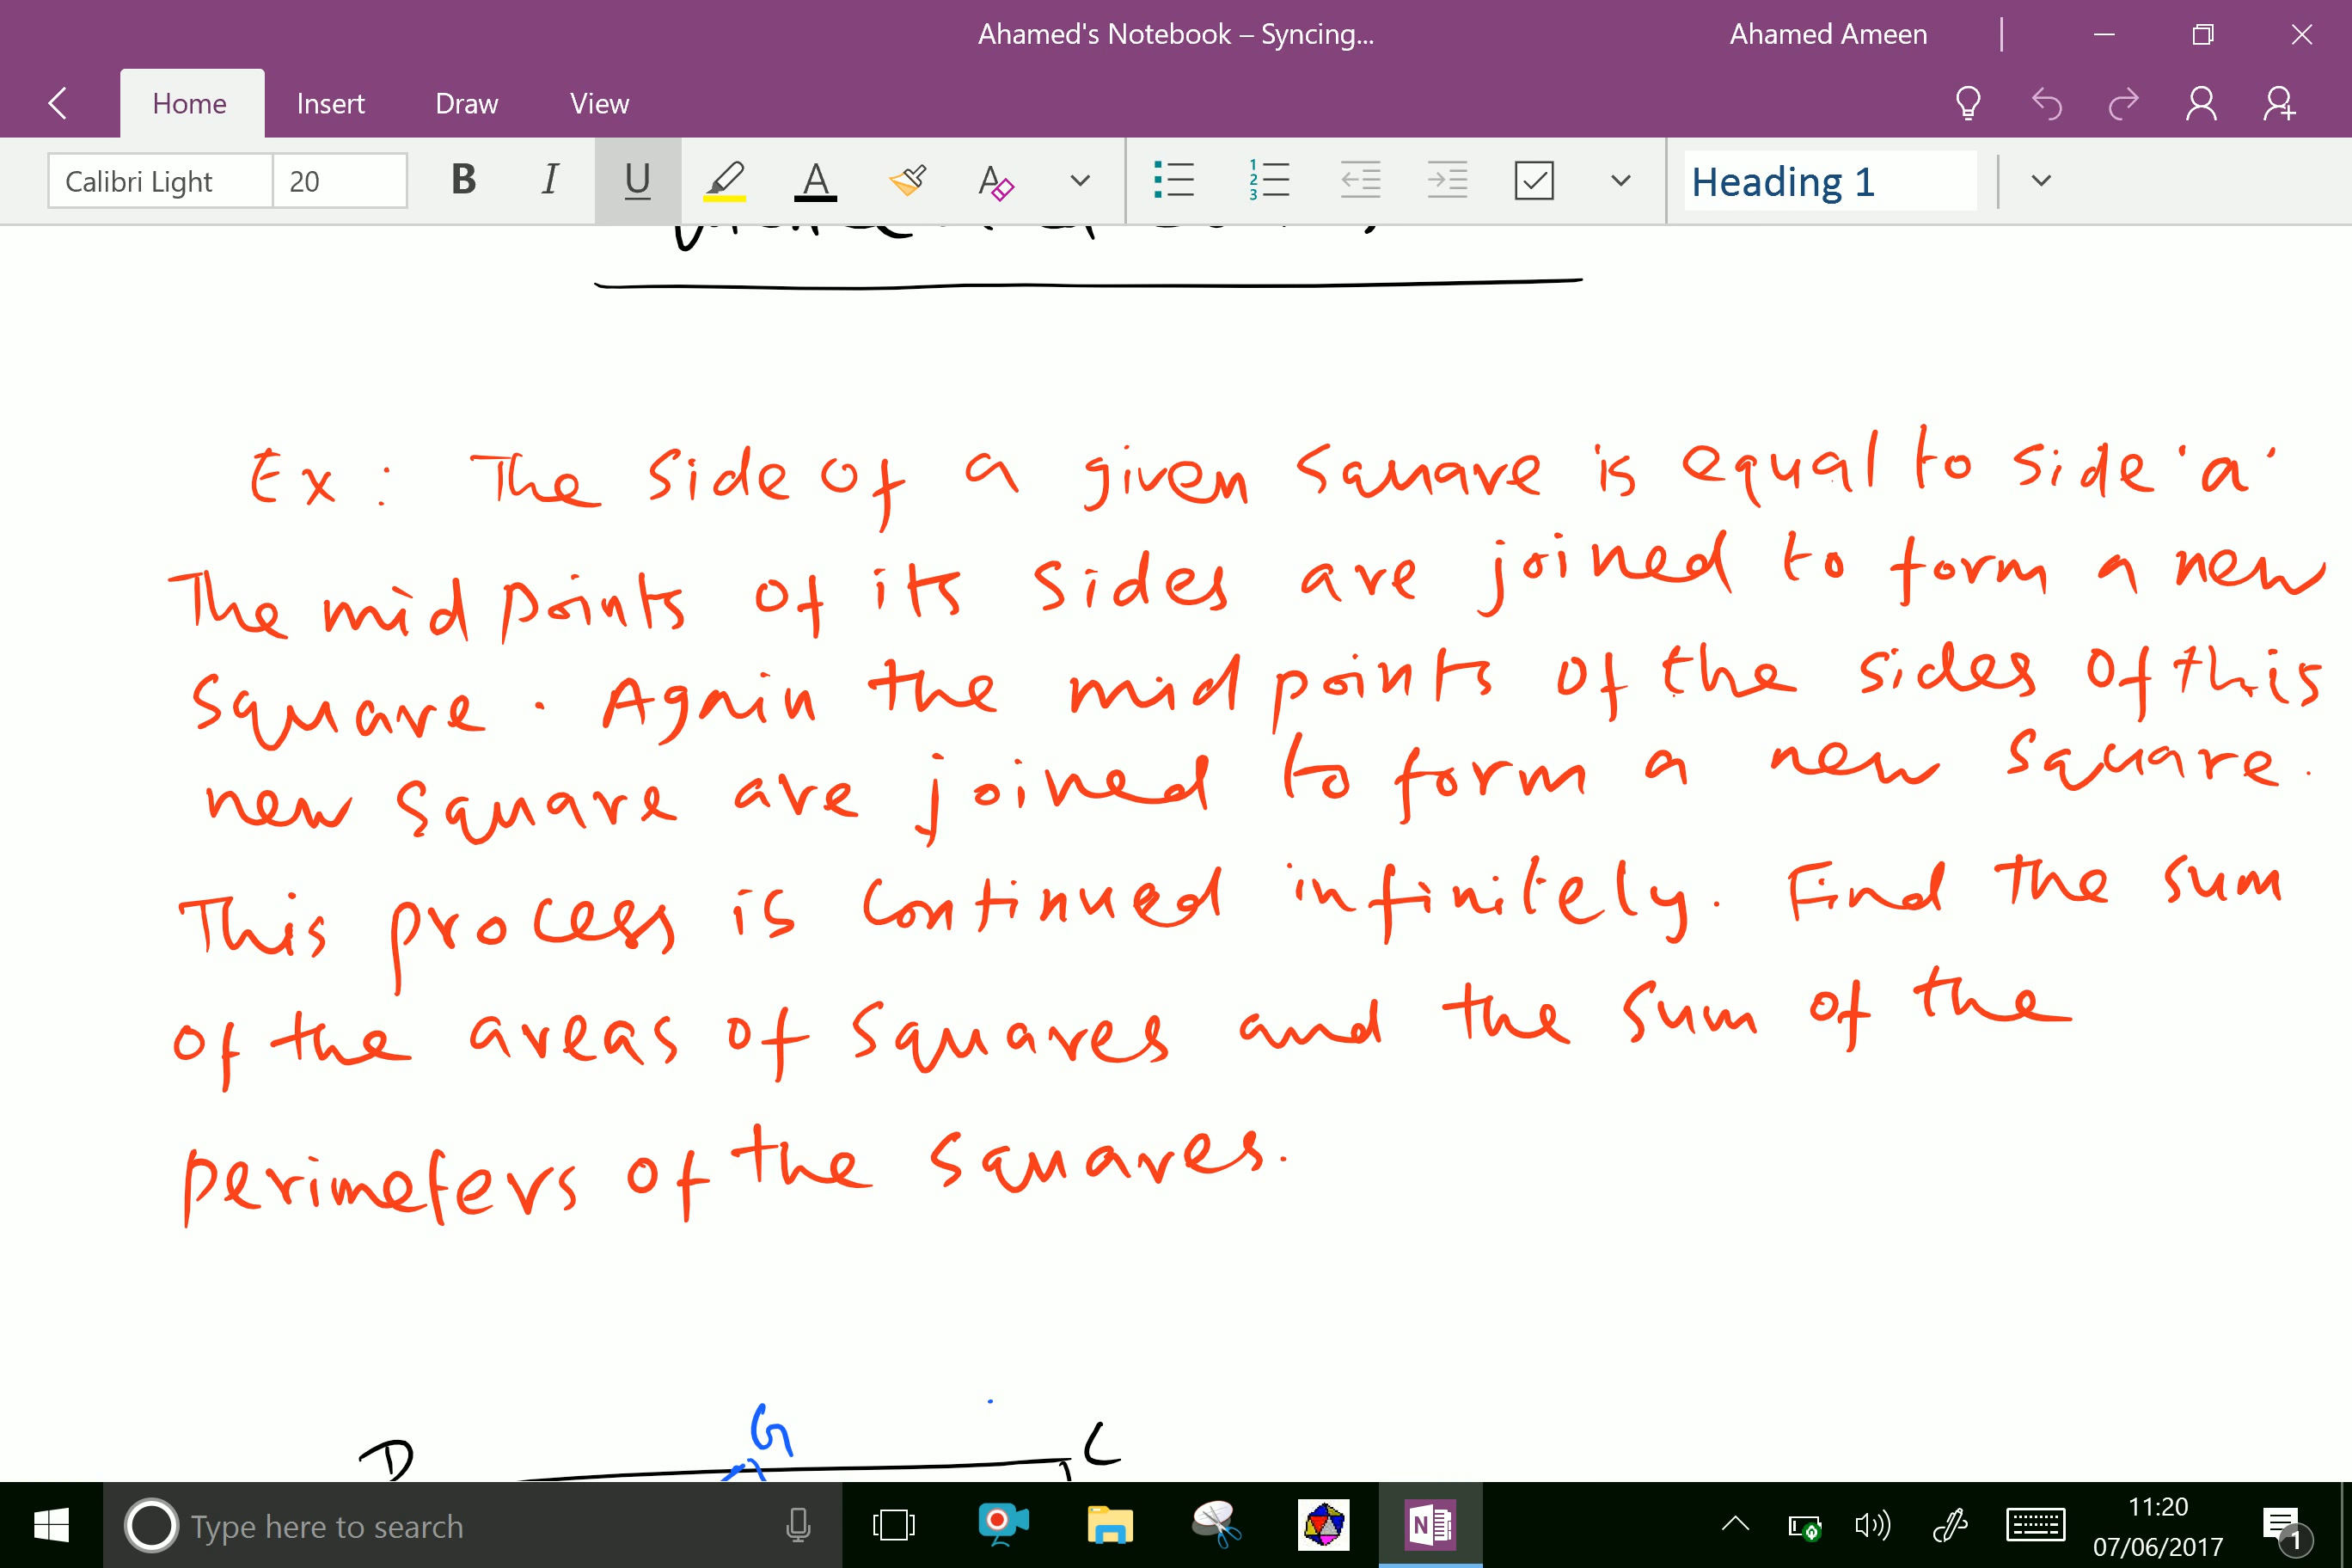 Ahamed's Notebook – Syncing...
Ahamed Ameen
Home Insert Draw View
Calibri Light 20 B I U A A Heading 1
Ex : The side of a given square is equal to side 'a'
The mid points of its sides are joined to form a new
square. Again the mid points of the sides of this
new square are joined to form a new square.
This process is continued infinitely. Find the sum
of the areas of squares and the sum of the
perimeters of the squares.
G
D C
Type here to search
N
11:20
07/06/2017
1